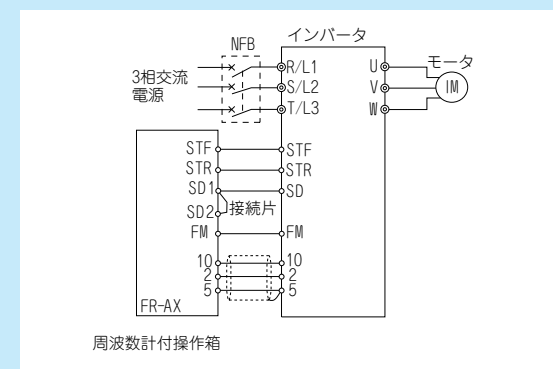 インバータ
NFB
モータ
3相交流
電源
R/L1
S/L2
T/L3
U
V
W
IM
STF
STR
SD1
SD2
FM
10
2
5
FR-AX
接続片
STF
STR
SD
FM
10
2
5
周波数計付操作箱